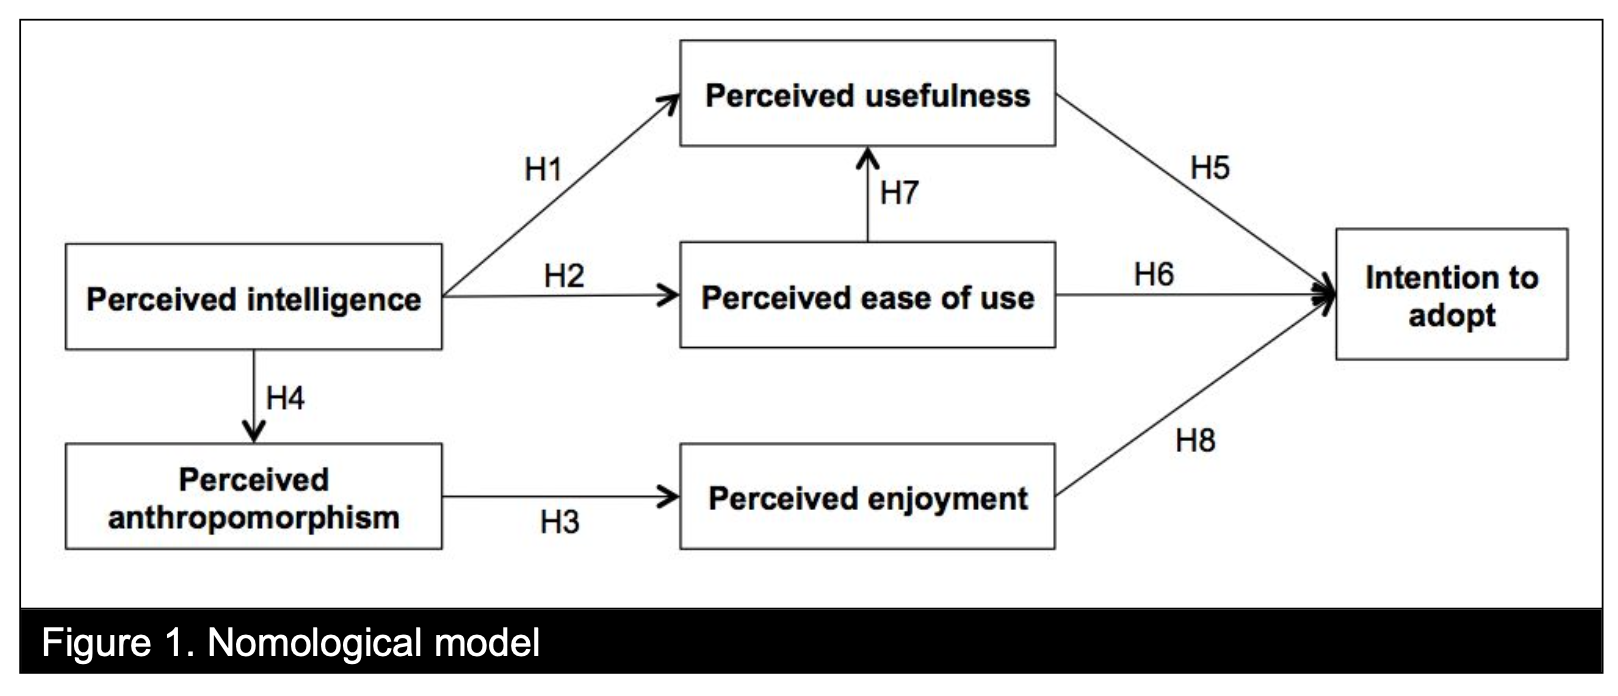 Perceived usefulness
H1
H5
H7
Perceived intelligence
H2
Perceived ease of use
H6
Intention to
adopt
H4
H8
Perceived
anthropomorphism
H3
Perceived enjoyment
Figure 1. Nomological model